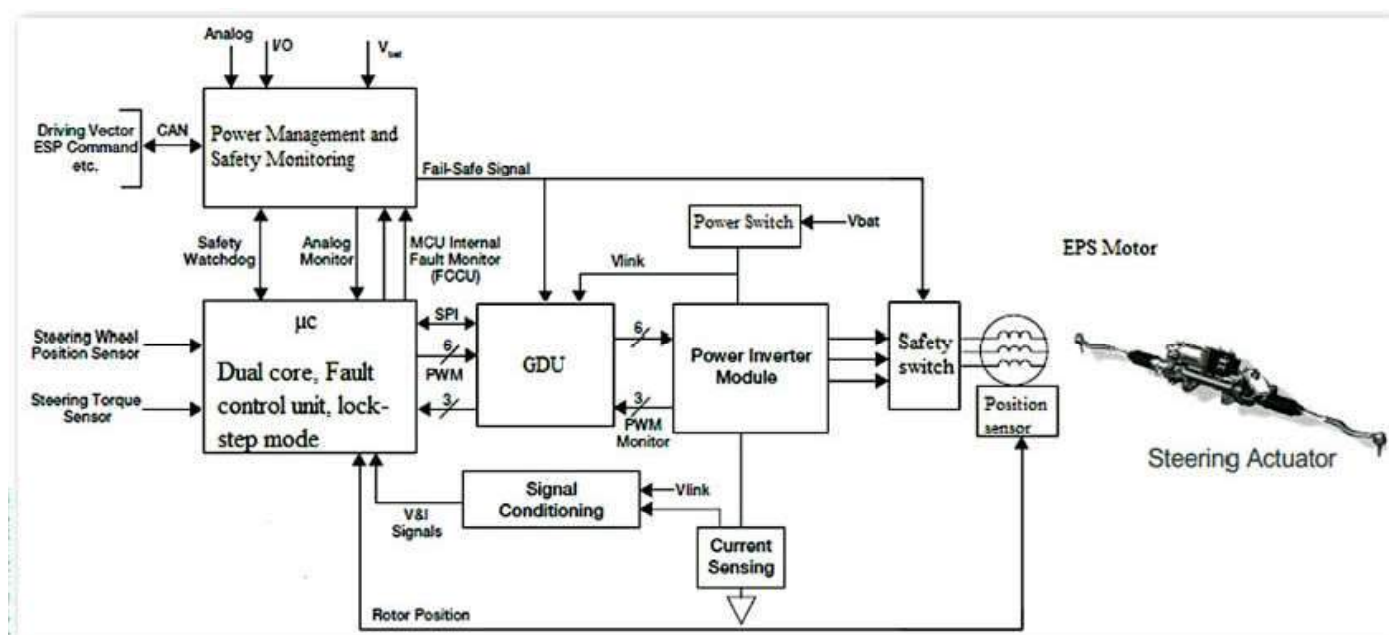 Analog
I/O
Vbat
Driving Vector
ESP Command
etc.
CAN
Power Management and
Safety Monitoring
Fail-Safe Signal
Power Switch
Vbat
EPS Motor
Safety
Watchdog
Analog
Monitor
MCU Internal
Fault Monitor
(FCCU)
Vlink
Steering Wheel
Position Sensor
Steering Torque
Sensor
μc
Dual core, Fault
control unit, lock-
step mode
SPI
6
PWM
3
GDU
6
3
PWM
Monitor
Power Inverter
Module
Safety
switch
Position
sensor
Steering Actuator
V&I
Signals
Signal
Conditioning
Vlink
Current
Sensing
Rotor Position